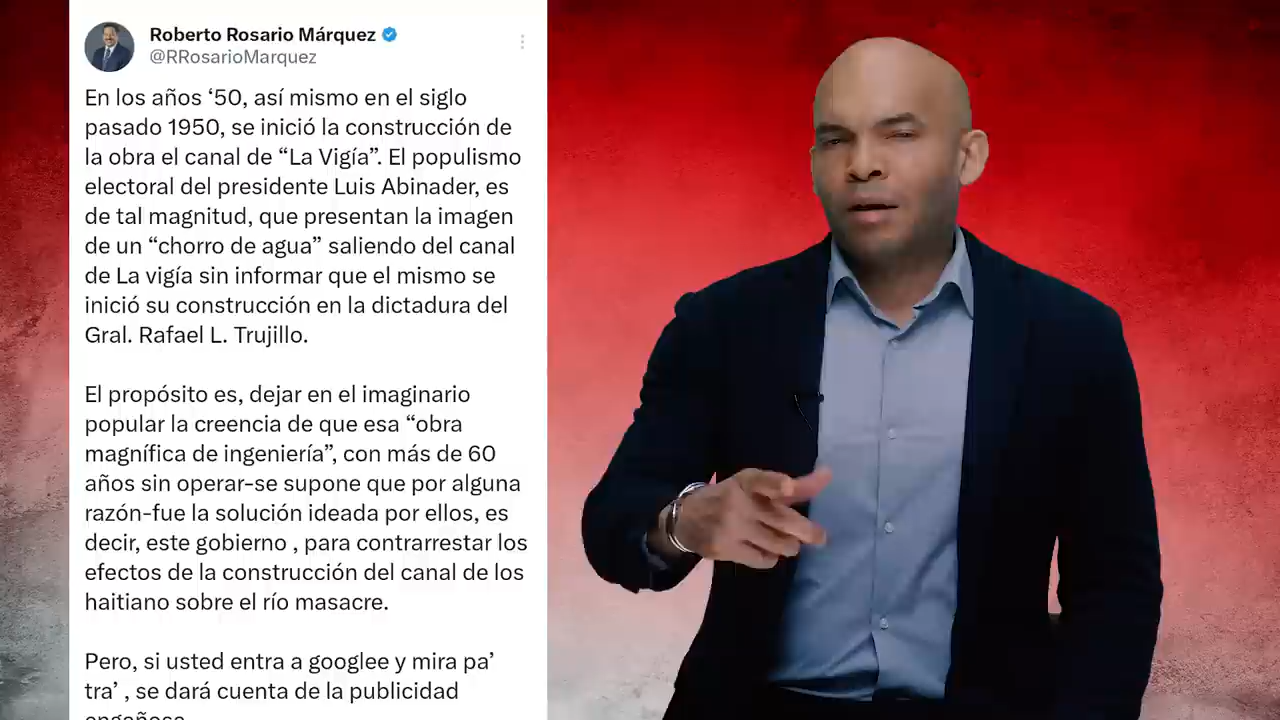 Roberto Rosario Márquez
@RRosarioMarquez
En los años ‘50, así mismo en el siglo
pasado 1950, se inició la construcción de
la obra el canal de “La Vigía”. El populismo
electoral del presidente Luis Abinader, es
de tal magnitud, que presentan la imagen
de un “chorro de agua” saliendo del canal
de La vigía sin informar que el mismo se
inició su construcción en la dictadura del
Gral. Rafael L. Trujillo.
El propósito es, dejar en el imaginario
popular la creencia de que esa “obra
magnífica de ingeniería”, con más de 60
años sin operar-se supone que por alguna
razón-fue la solución ideada por ellos, es
decir, este gobierno , para contrarrestar los
efectos de la construcción del canal de los
haitiano sobre el río masacre.
Pero, si usted entra a googlee y mira pa’
tra’ , se dará cuenta de la publicidad